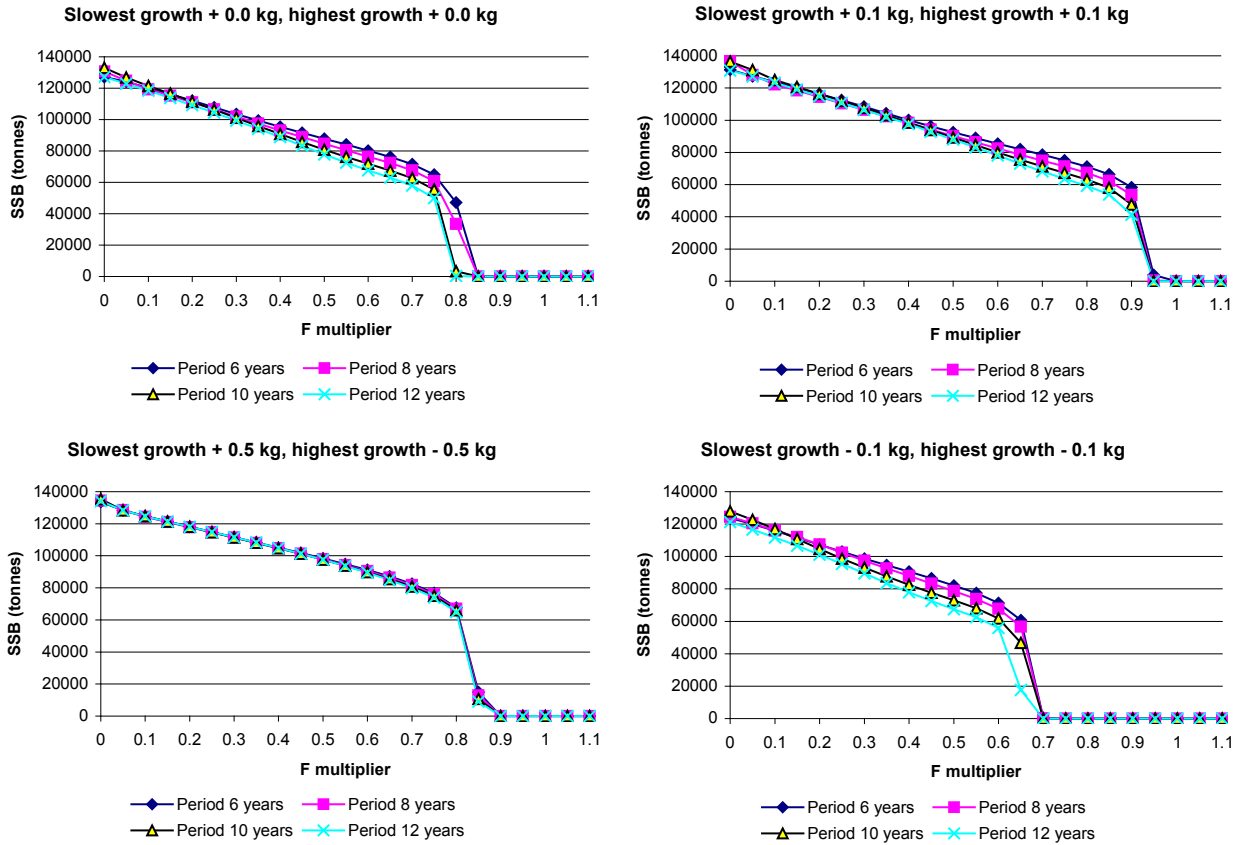 Slowest growth + 0.0 kg, highest growth + 0.0 kg
SSB (tonnes)
140000
120000
100000
80000
60000
40000
20000
0
0 0.1 0.2 0.3 0.4 0.5 0.6 0.7 0.8 0.9 1 1.1
F multiplier
Period 6 years Period 8 years
Period 10 years Period 12 years
Slowest growth + 0.1 kg, highest growth + 0.1 kg
SSB (tonnes)
140000
120000
100000
80000
60000
40000
20000
0
0 0.1 0.2 0.3 0.4 0.5 0.6 0.7 0.8 0.9 1 1.1
F multiplier
Period 6 years Period 8 years
Period 10 years Period 12 years
Slowest growth + 0.5 kg, highest growth - 0.5 kg
SSB (tonnes)
140000
120000
100000
80000
60000
40000
20000
0
0 0.1 0.2 0.3 0.4 0.5 0.6 0.7 0.8 0.9 1 1.1
F multiplier
Period 6 years Period 8 years
Period 10 years Period 12 years
Slowest growth - 0.1 kg, highest growth - 0.1 kg
SSB (tonnes)
140000
120000
100000
80000
60000
40000
20000
0
0 0.1 0.2 0.3 0.4 0.5 0.6 0.7 0.8 0.9 1 1.1
F multiplier
Period 6 years Period 8 years
Period 10 years Period 12 years